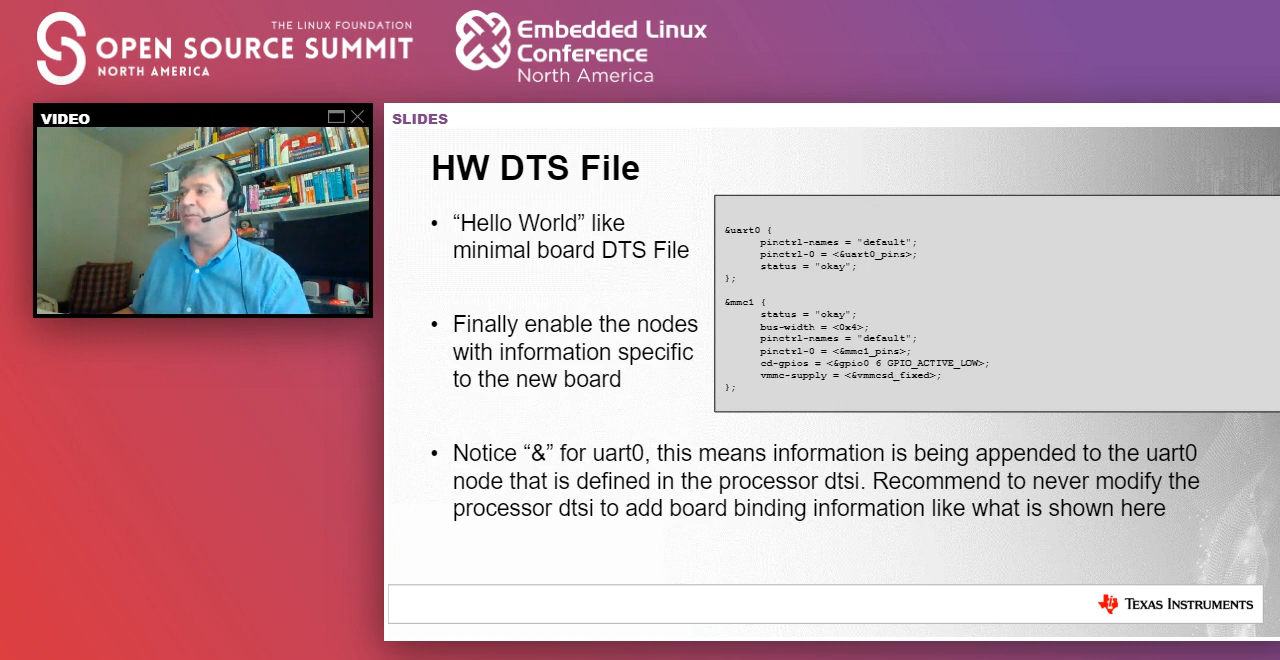 THE LINUX FOUNDATION
OPEN SOURCE SUMMIT
NORTH AMERICA
Embedded Linux
Conference
North America
VIDEO
SLIDES
HW DTS File
• “Hello World” like
minimal board DTS File
• Finally enable the nodes
with information specific
to the new board
&uart0 {
pinctrl-names = "default";
pinctrl-0 = <&uart0_pins>;
status = "okay";
};
&mmc1 {
status = "okay";
bus-width = <0x4>;
pinctrl-names = "default";
pinctrl-0 = <&mmc1_pins>;
cd-gpios = <&gpio0 6 GPIO_ACTIVE_LOW>;
vmmc-supply = <&vmmcsd_fixed>;
};
• Notice “&” for uart0, this means information is being appended to the uart0
node that is defined in the processor dtsi. Recommend to never modify the
processor dtsi to add board binding information like what is shown here
TEXAS INSTRUMENTS